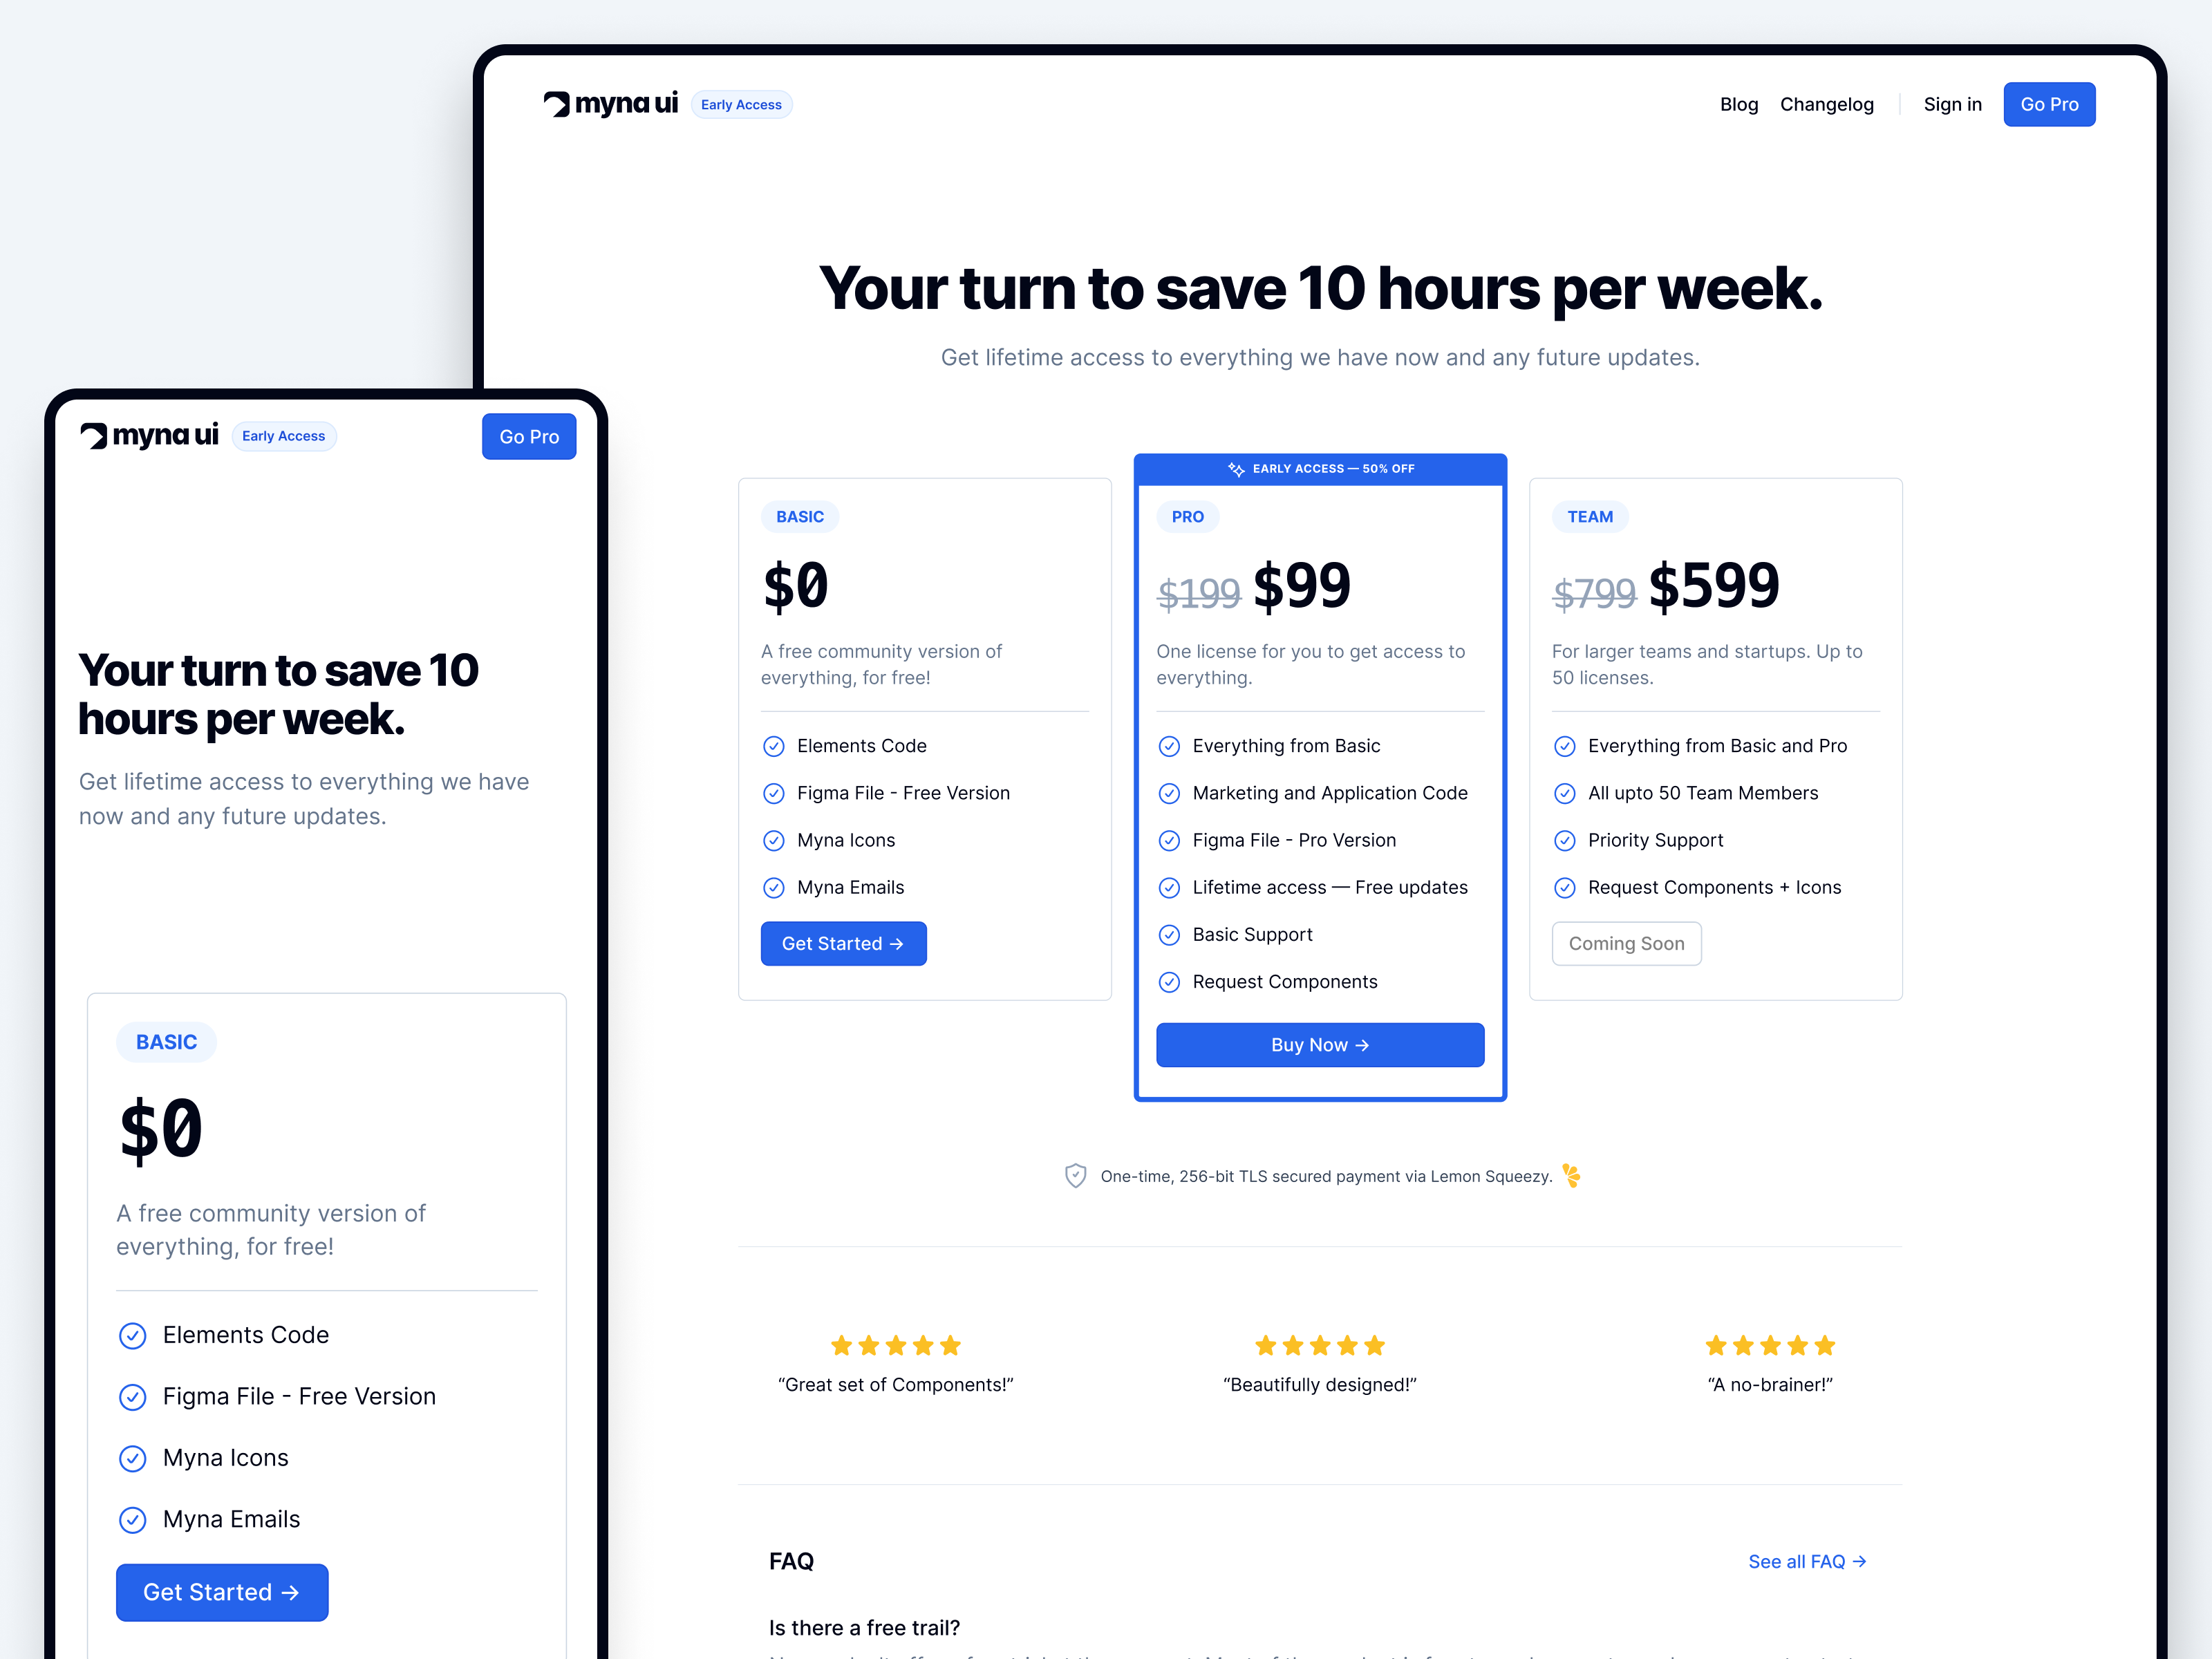 myna ui Early Access Blog Changelog Sign in Go Pro
Your turn to save 10 hours per week.
Get lifetime access to everything we have now and any future updates.
BASIC
$0
A free community version of
everything, for free!
Elements Code
Figma File - Free Version
Myna Icons
Myna Emails
Get Started →
EARLY ACCESS — 50% OFF
PRO
$199 $99
One license for you to get access to
everything.
Everything from Basic
Marketing and Application Code
Figma File - Pro Version
Lifetime access — Free updates
Basic Support
Request Components
Buy Now →
TEAM
$799 $599
For larger teams and startups. Up to
50 licenses.
Everything from Basic and Pro
All upto 50 Team Members
Priority Support
Request Components + Icons
Coming Soon
One-time, 256-bit TLS secured payment via Lemon Squeezy.
“Great set of Components!”
“Beautifully designed!”
“A no-brainer!”
FAQ
See all FAQ →
Is there a free trail?
myna ui Early Access Go Pro
Your turn to save 10
hours per week.
Get lifetime access to everything we have
now and any future updates.
BASIC
$0
A free community version of
everything, for free!
Elements Code
Figma File - Free Version
Myna Icons
Myna Emails
Get Started →